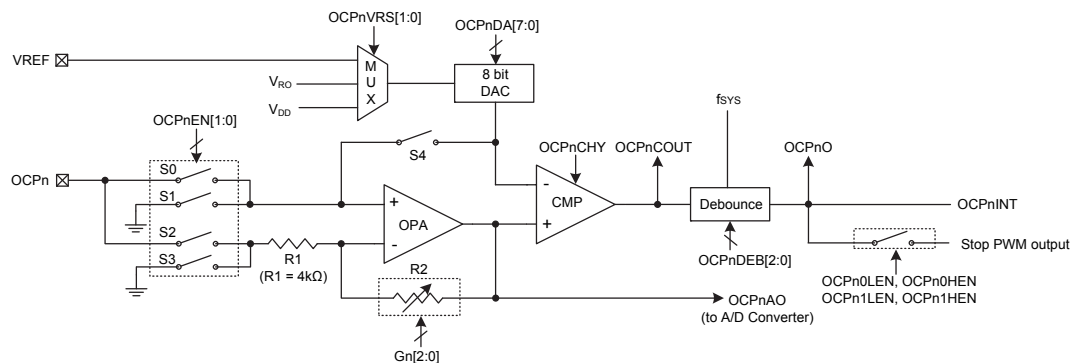 OCPnVRS[1:0]
OCPnDA[7:0]
VREF
M
U
X
VRO
VDD
8 bit
DAC
OCPnEN[1:0]
fSYS
S4
OCPnCHY
OCPnCOUT
OCPnO
OCPn
S0
S1
S2
S3
+
OPA
-
-
CMP
+
Debounce
OCPnINT
R1
(R1 = 4kΩ)
R2
OCPnDEB[2:0]
Stop PWM output
OCPn0LEN, OCPn0HEN
OCPn1LEN, OCPn1HEN
OCPnAO
(to A/D Converter)
Gn[2:0]